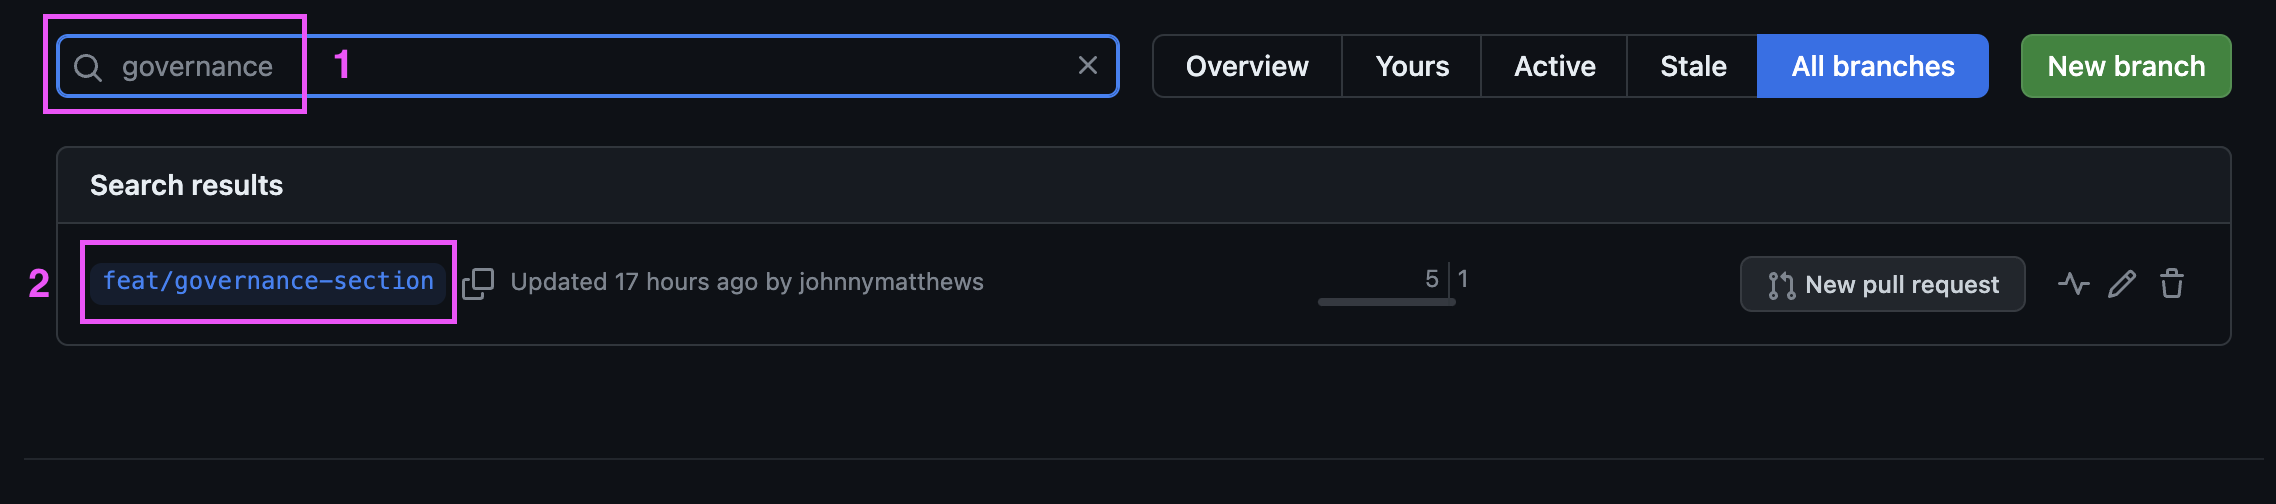 governance 1 Overview Yours Active Stale All branches New branch
Search results
2 feat/governance-section Updated 17 hours ago by johnnymatthews 5 1 New pull request